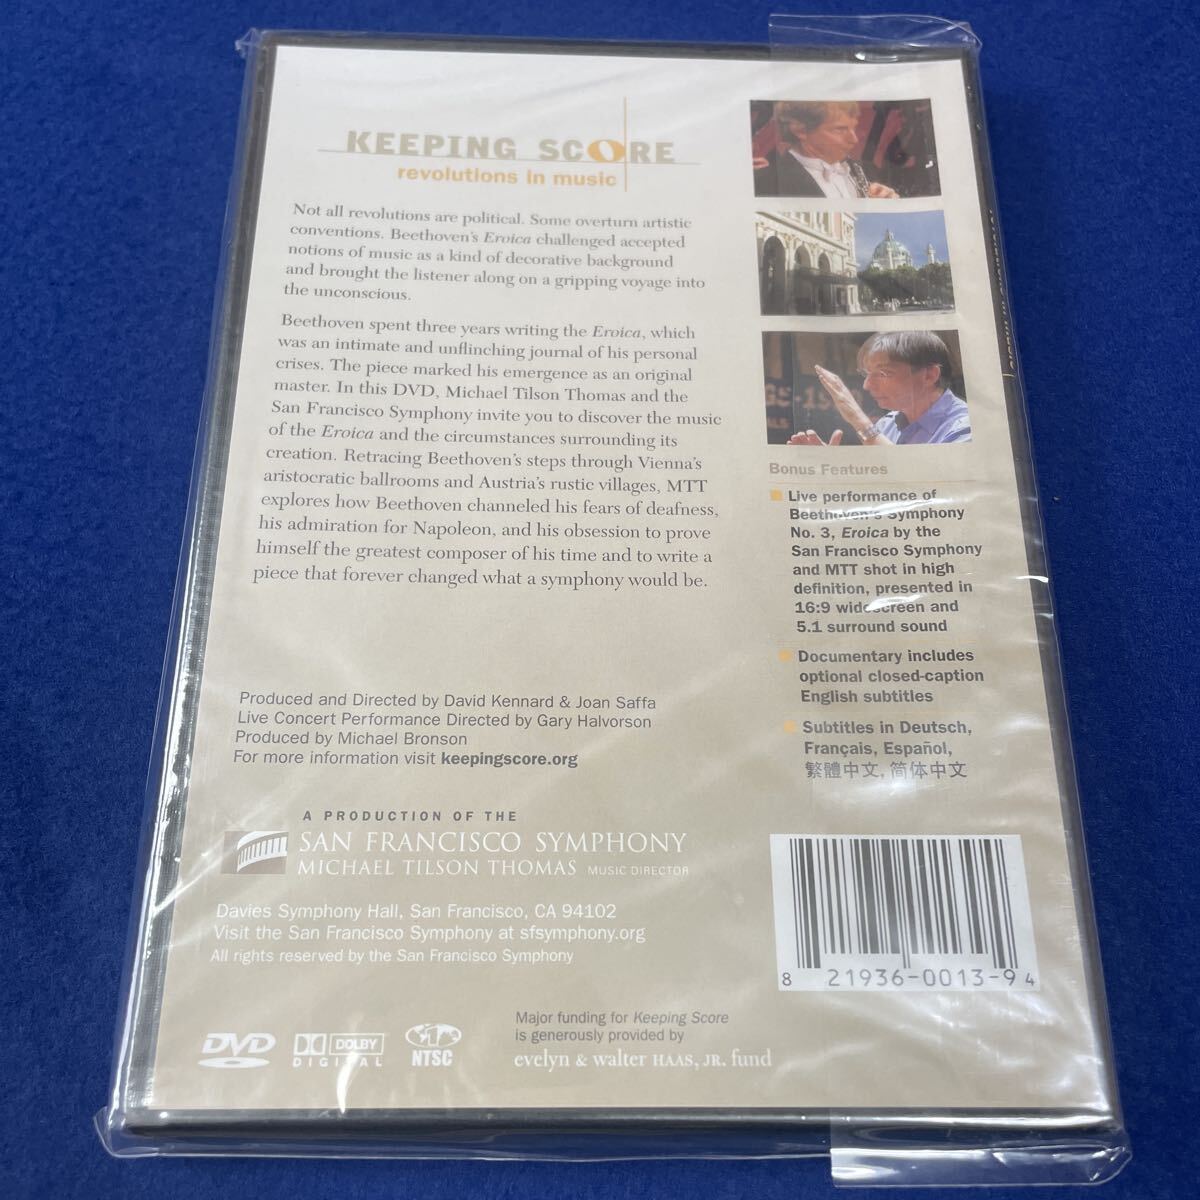 KEEPING SCORE
revolutions in music
Not all revolutions are political. Some overturn artistic
conventions. Beethoven's Eroica challenged accepted
notions of music as a kind of decorative background
and brought the listener along on a gripping voyage into
the unconscious.
Beethoven spent three years writing the Eroica, which
was an intimate and unflinching journal of his personal
crises. The piece marked his emergence as an original
master. In this DVD, Michael Tilson Thomas and the
San Francisco Symphony invite you to discover the music
of the Eroica and the circumstances surrounding its
creation. Retracing Beethoven's steps through Vienna's
aristocratic ballrooms and Austria's rustic villages, MTT
explores how Beethoven channeled his fears of deafness,
his admiration for Napoleon, and his obsession to prove
himself the greatest composer of his time and to write a
piece that forever changed what a symphony would be.
Produced and Directed by David Kennard & Joan Saffa
Live Concert Performance Directed by Gary Halvorson
Produced by Michael Bronson
For more information visit keepingscore.org
A PRODUCTION OF THE
SAN FRANCISCO SYMPHONY
MICHAEL TILSON THOMAS MUSIC DIRECTOR
Davies Symphony Hall, San Francisco, CA 94102
Visit the San Francisco Symphony at sfsymphony.org
All rights reserved by the San Francisco Symphony
Bonus Features
Live performance of
Beethoven's Symphony
No. 3, Eroica by the
San Francisco Symphony
and MTT shot in high
definition, presented in
16:9 widescreen and
5.1 surround sound
Documentary includes
optional closed-caption
English subtitles
Subtitles in Deutsch,
Français, Español,
繁體中文, 简体中文
8 21936-0013-9 4
DVD
DOLBY
DIGITAL
NTSC
Major funding for Keeping Score
is generously provided by
evelyn & walter HAAS, JR. fund